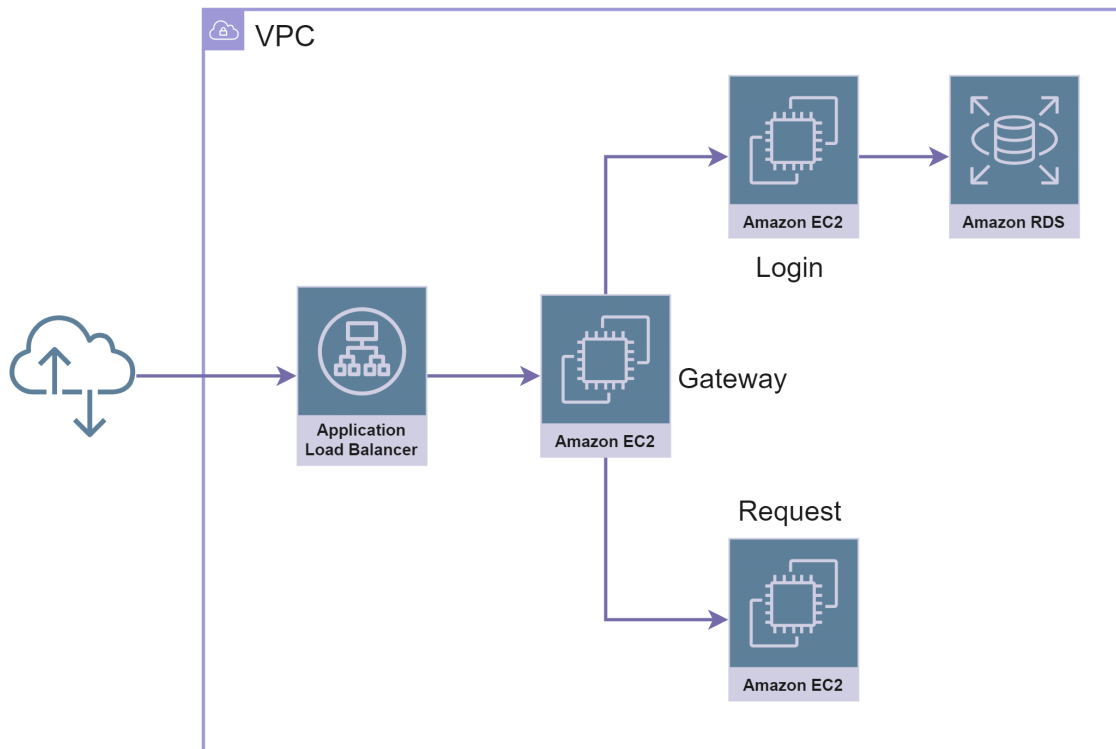 VPC
Amazon EC2
Amazon RDS
Login
Application
Load Balancer
Amazon EC2
Gateway
Request
Amazon EC2